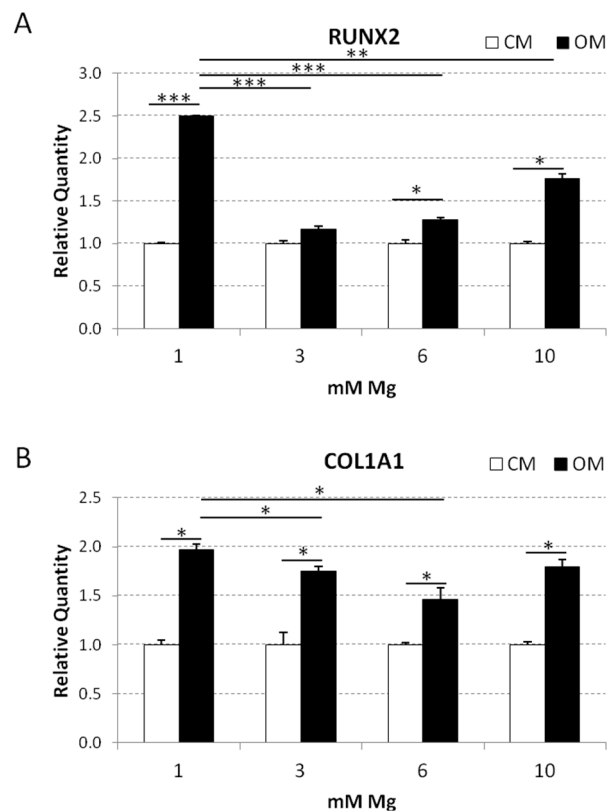 A
RUNX2
CM OM
**
***
***
***
*
*
3.0
2.5
2.0
1.5
1.0
0.5
0.0
Relative Quantity
1 3 6 10
mM Mg
B
COL1A1
CM OM
*
*
*
*
*
*
2.5
2.0
1.5
1.0
0.5
0.0
Relative Quantity
1 3 6 10
mM Mg